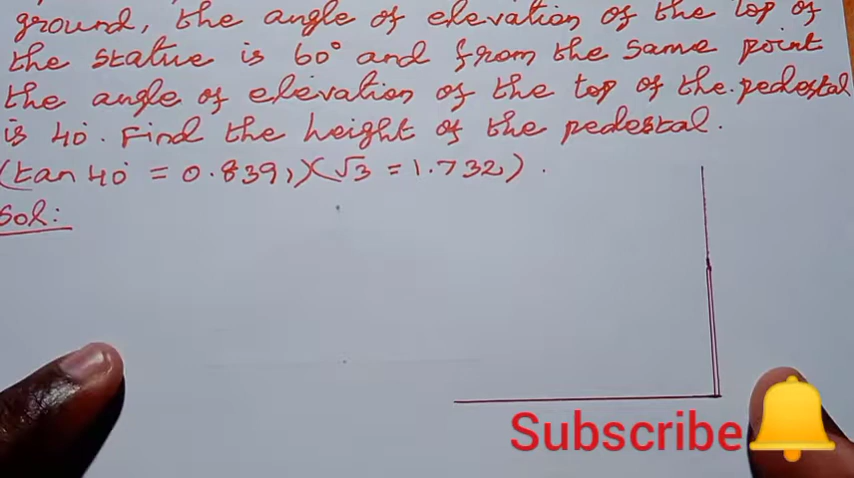 ground, the angle of elevation of the top of
the statue is 60° and from the same point
the angle of elevation of the top of the pedestal
is 40°. Find the height of the pedestal.
(tan 40° = 0.839,)(√3 = 1.732) .
Sol:
Subscribe